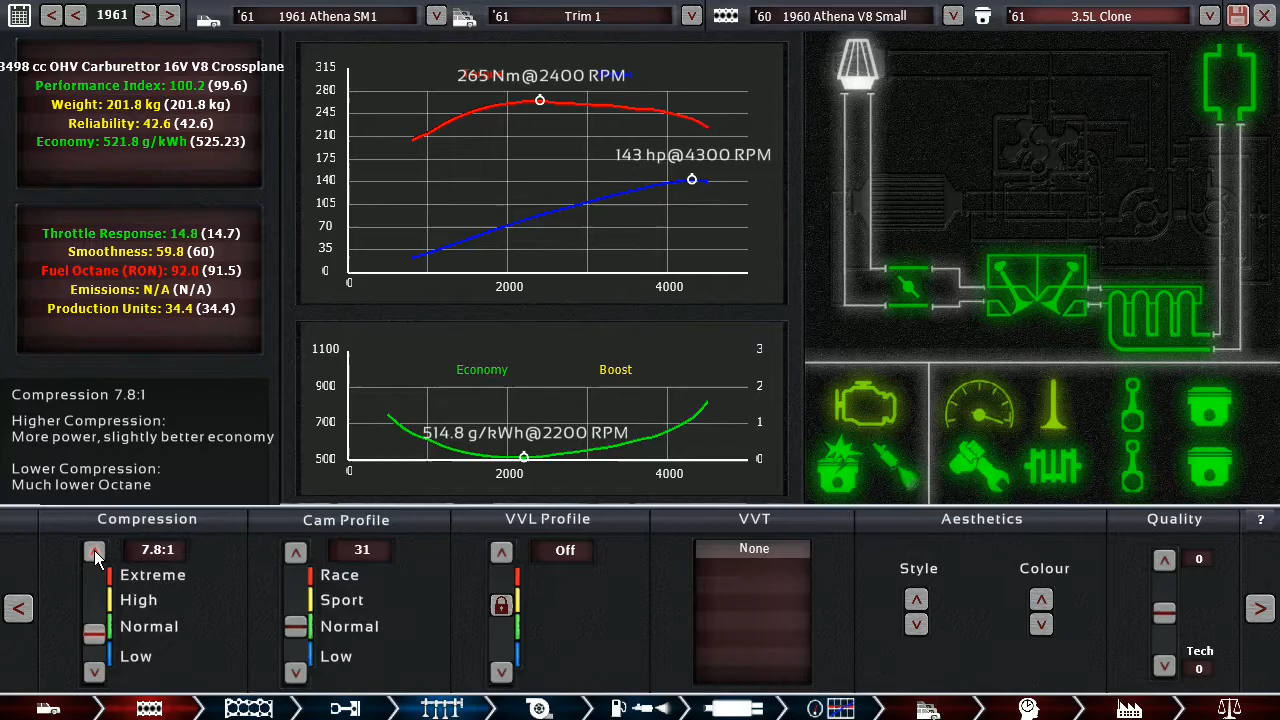 1961
'61 1961 Athena SM1
'61 Trim 1
'60 1960 Athena V8 Small
'61 3.5L Clone
3498 cc OHV Carburettor 16V V8 Crossplane
Performance Index: 100.2 (99.6)
Weight: 201.8 kg (201.8 kg)
Reliability: 42.6 (42.6)
Economy: 521.8 g/kWh (525.23)
Throttle Response: 14.8 (14.7)
Smoothness: 59.8 (60)
Fuel Octane (RON): 92.0 (91.5)
Emissions: N/A (N/A)
Production Units: 34.4 (34.4)
Compression 7.8:1
Higher Compression:
More power, slightly better economy
Lower Compression:
Much lower Octane
315
280
245
210
175
140
105
70
35
0
265 Nm@2400 RPM
143 hp@4300 RPM
0 2000 4000
1100
900
700
500
3
2
1
0
Economy Boost
514.8 g/kWh@2200 RPM
0 2000 4000
Compression
7.8:1
Extreme
High
Normal
Low
Cam Profile
31
Race
Sport
Normal
Low
VVL Profile
Off
VVT
None
Aesthetics
Style Colour
Quality
0
Tech
0
?